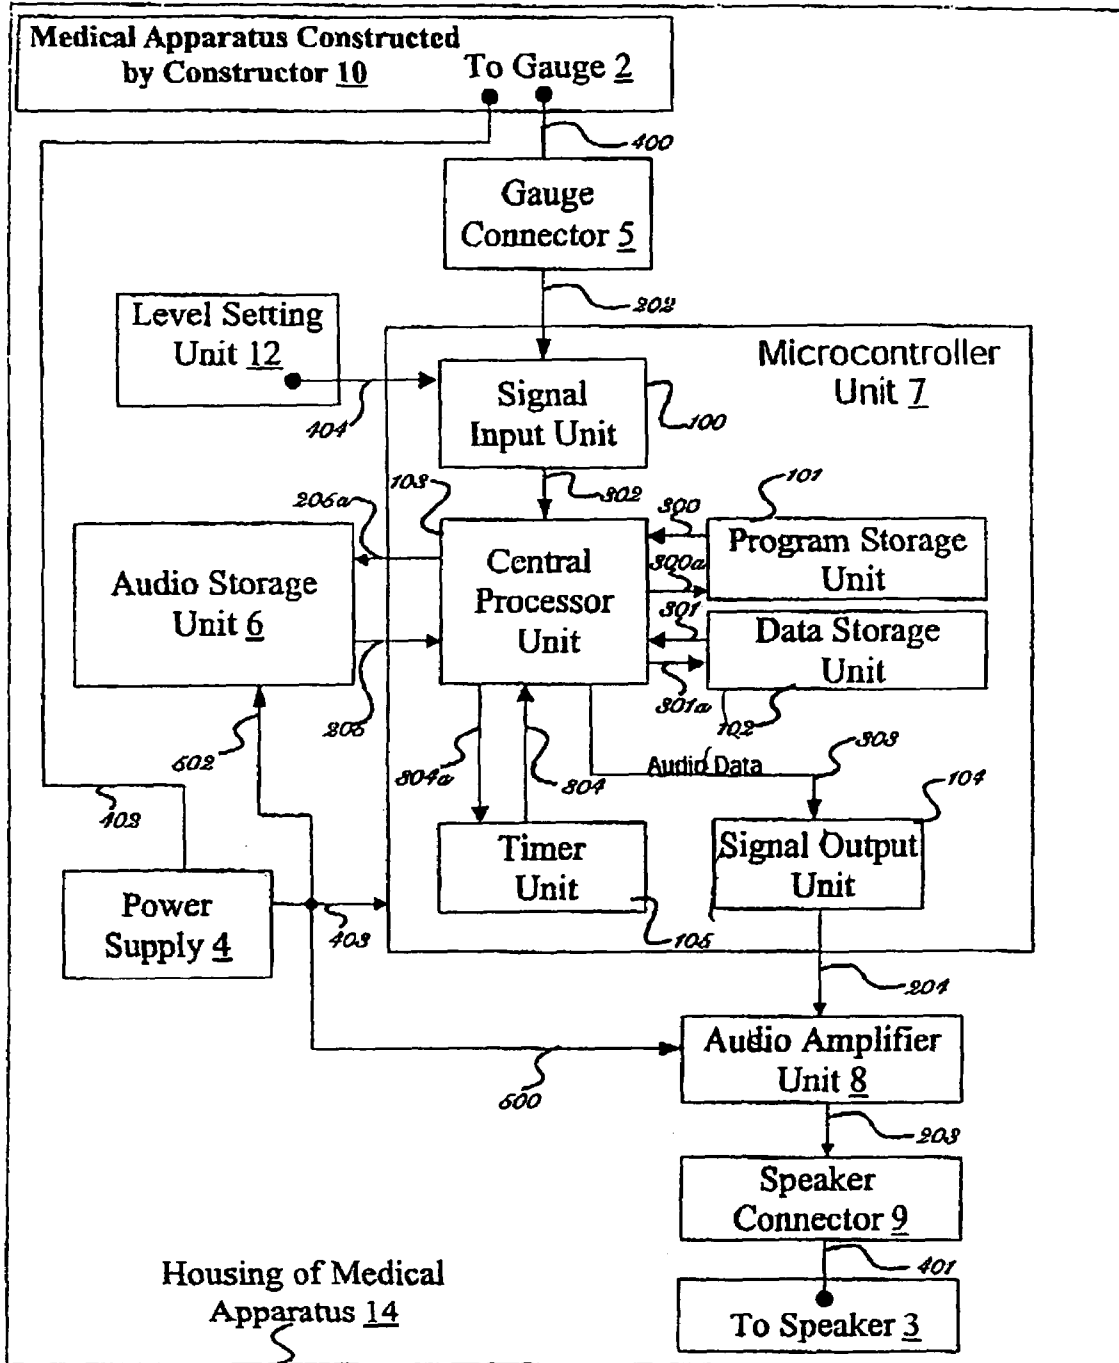 Medical Apparatus Constructed
by Constructor 10
To Gauge 2
400
Gauge
Connector 5
202
Level Setting
Unit 12
404
Microcontroller
Unit 7
Signal
Input Unit
100
302
103
205a
Audio Storage
Unit 6
205
502
Central
Processor
Unit
300
300a
301
301a
101
Program Storage
Unit
Data Storage
Unit
102
304a
304
Audio Data
303
104
Timer
Unit
105
Signal Output
Unit
402
Power
Supply 4
403
204
500
Audio Amplifier
Unit 8
203
Speaker
Connector 9
401
To Speaker 3
Housing of Medical
Apparatus 14